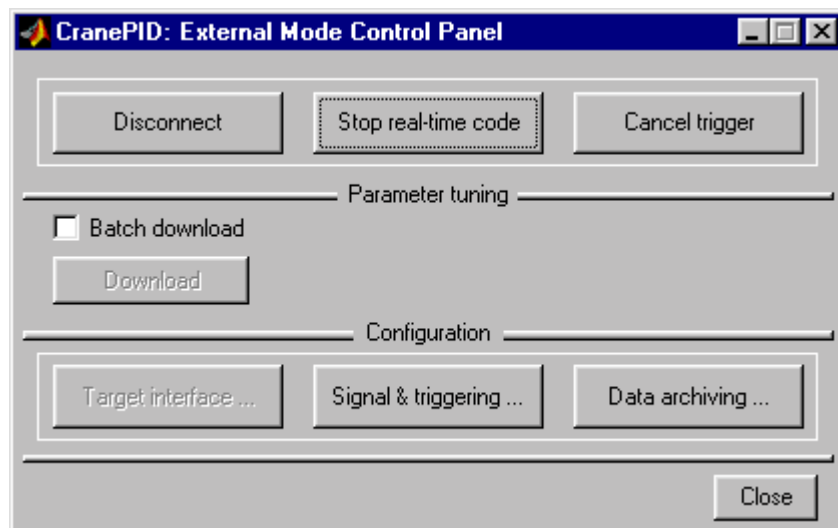 CranePID: External Mode Control Panel
Disconnect Stop real-time code Cancel trigger
Parameter tuning
Batch download
Download
Configuration
Target interface ... Signal & triggering ... Data archiving ...
Close